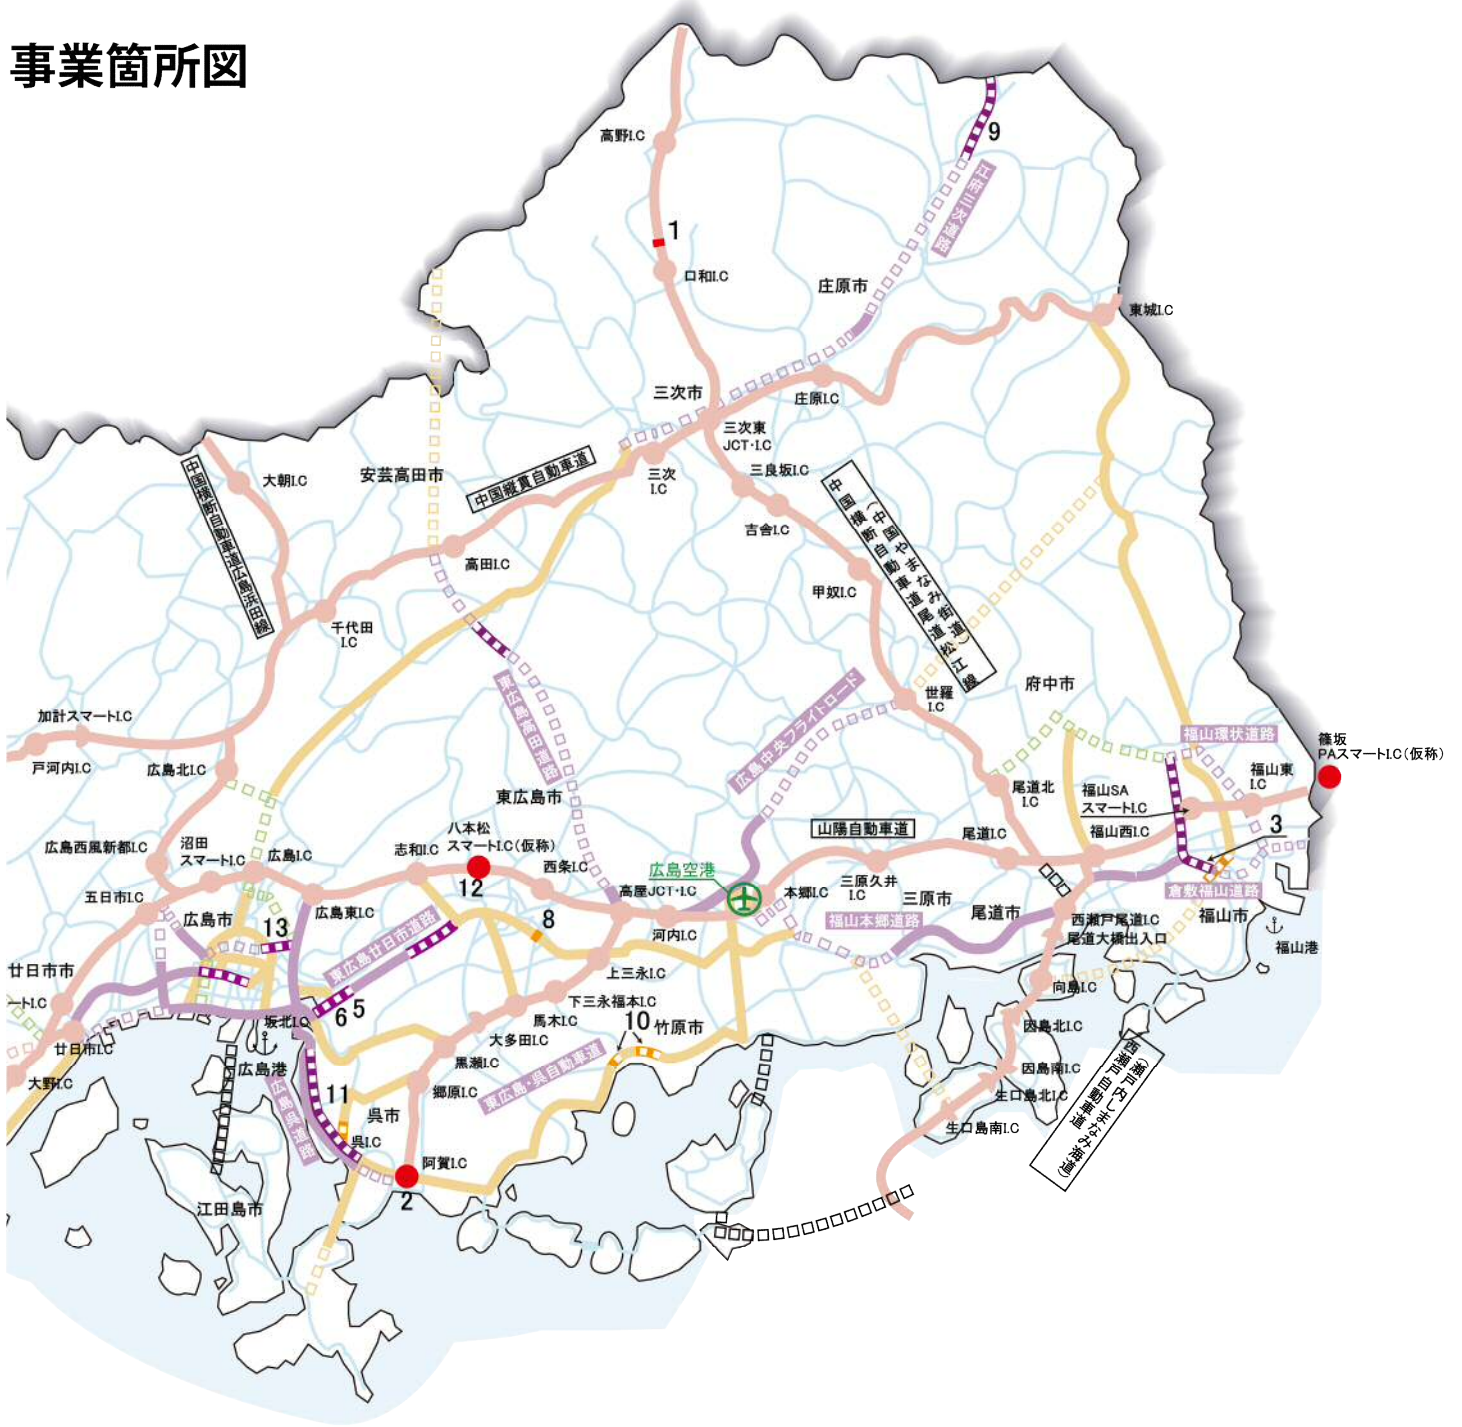 事業箇所図
9
高野I.C
江府三次道路
1
口和I.C
庄原市
東城I.C
三次市
庄原I.C
三次東
JCT・I.C
中国縦貫自動車道
安芸高田市
中国横断自動車道広島浜田線
大朝I.C
三次
I.C
三良坂I.C
中国横断自動車道尾道松江線
(中国やまなみ街道)
吉舎I.C
高田I.C
甲奴I.C
千代田
I.C
東広島高田道路
府中市
世羅
I.C
加計スマートI.C
広島中央フライトロード
福山環状道路
篠坂
PAスマートI.C(仮称)
戸河内I.C
広島北I.C
福山東
I.C
尾道北
I.C
福山SA
スマートI.C
東広島市
八本松
スマートI.C(仮称)
山陽自動車道
尾道I.C
福山西I.C
3
広島西風新都I.C
沼田
スマートI.C
広島I.C
志和I.C
西条I.C
12
広島空港
高屋JCT・I.C
本郷I.C
三原久井
I.C
三原市
倉敷福山道路
五日市I.C
広島市
広島東I.C
尾道市
西瀬戸尾道I.C
福山市
13
8
福山本郷道路
尾道大橋出入口
福山港
東広島廿日市道路
河内I.C
廿日市市
上三永I.C
向島I.C
ートI.C
下三永福本I.C
5
6
坂北I.C
馬木I.C
10
竹原市
因島北I.C
廿日市I.C
広島港
大多田I.C
大野I.C
黒瀬I.C
因島南I.C
西瀬戸自動車道
(瀬戸内しまなみ海道)
広島呉道路
11
郷原I.C
東広島・呉自動車道
生口島北I.C
呉市
生口島南I.C
呉I.C
阿賀I.C
2
江田島市